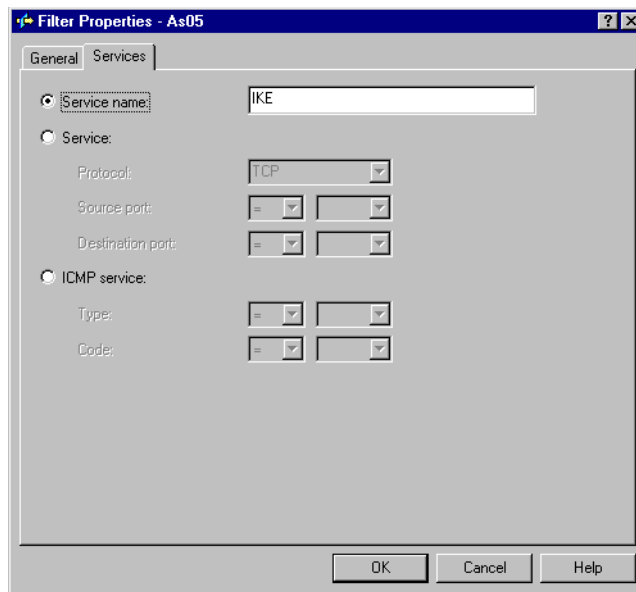 Filter Properties - As05
General Services
Service name: IKE
Service:
Protocol: TCP
Source port: =
Destination port: =
ICMP service:
Type: =
Code: =
OK Cancel Help